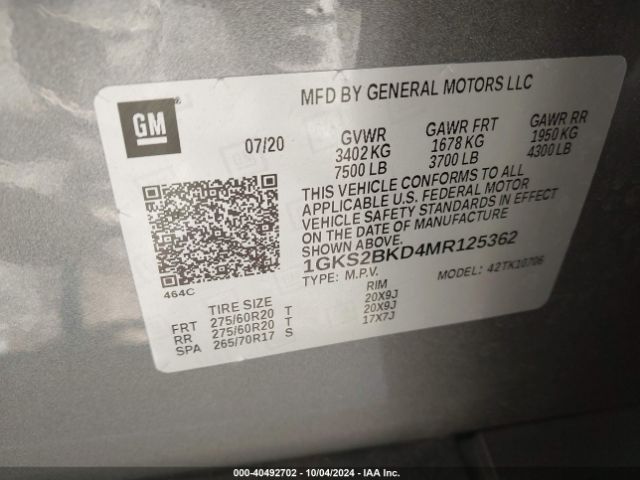 GM
MFD BY GENERAL MOTORS LLC
07/20
GVWR
3402 KG
7500 LB
GAWR FRT
1678 KG
3700 LB
GAWR RR
1950 KG
4300 LB
THIS VEHICLE CONFORMS TO ALL
APPLICABLE U.S. FEDERAL MOTOR
VEHICLE SAFETY STANDARDS IN EFFECT
ON THE DATE OF MANUFACTURE
SHOWN ABOVE.
1GKS2BKD4MR125362
TYPE: M.P.V.
MODEL: 42TK10706
464C
TIRE SIZE
RIM
FRT 275/60R20 T 20X9J
RR 275/60R20 T 20X9J
SPA 265/70R17 S 17X7J
000-40492702 - 10/04/2024 - IAA Inc.